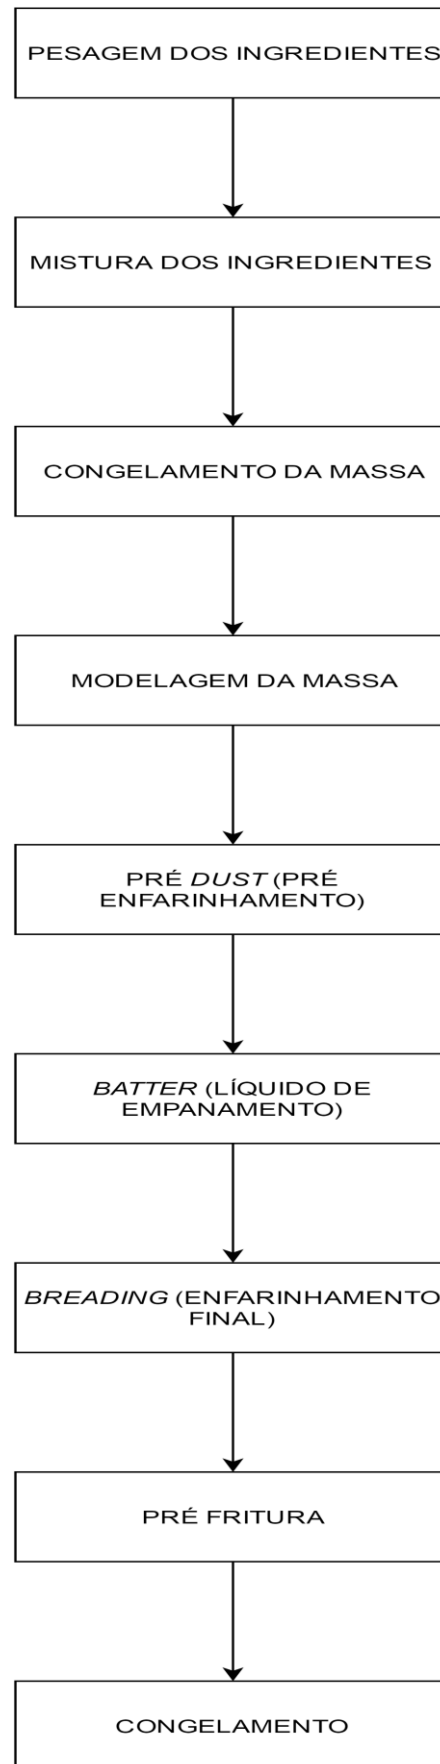 PESAGEM DOS INGREDIENTES
MISTURA DOS INGREDIENTES
CONGELAMENTO DA MASSA
MODELAGEM DA MASSA
PRÉ DUST (PRÉ
ENFARINHAMENTO)
BATTER (LÍQUIDO DE
EMPANAMENTO)
BREADING (ENFARINHAMENTO
FINAL)
PRÉ FRITURA
CONGELAMENTO